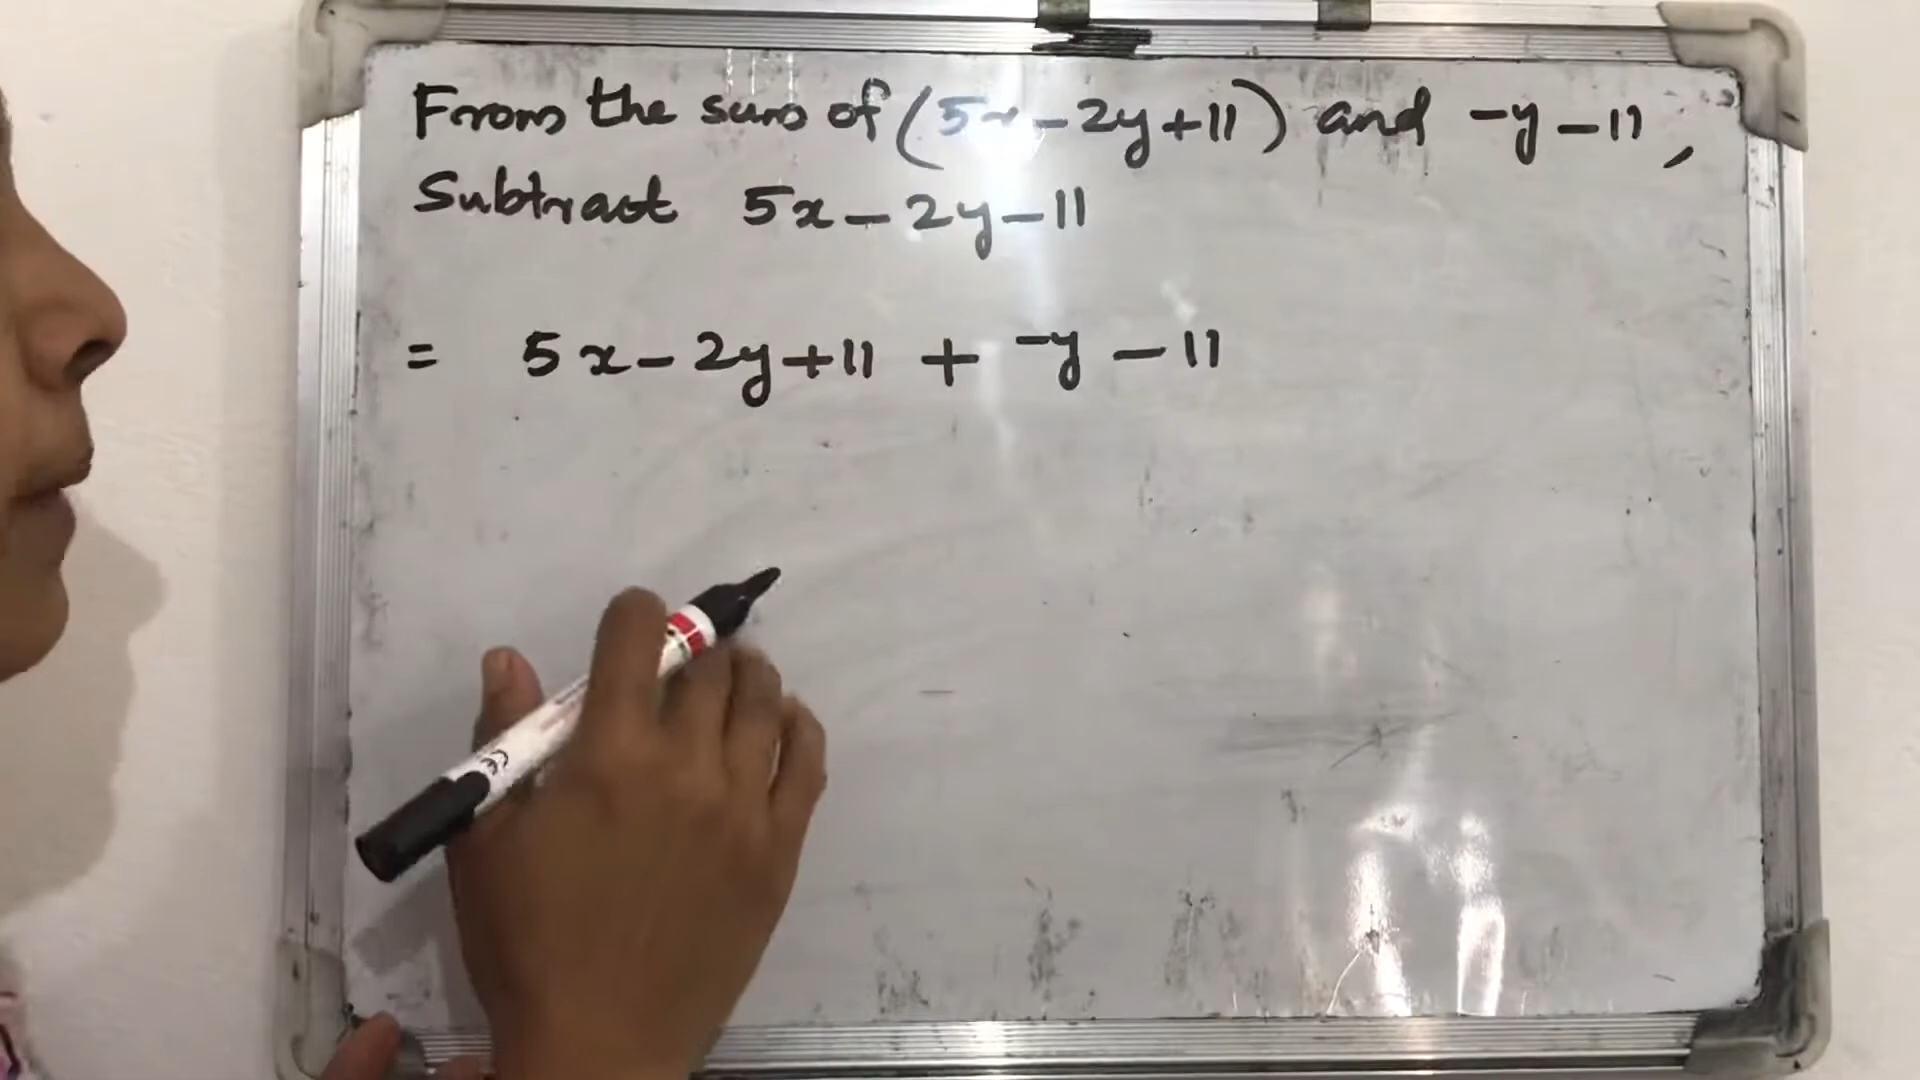 From the sum of (5x-2y+11) and -y-11,
Subtract 5x-2y-11
= 5x-2y+11 + -y-11